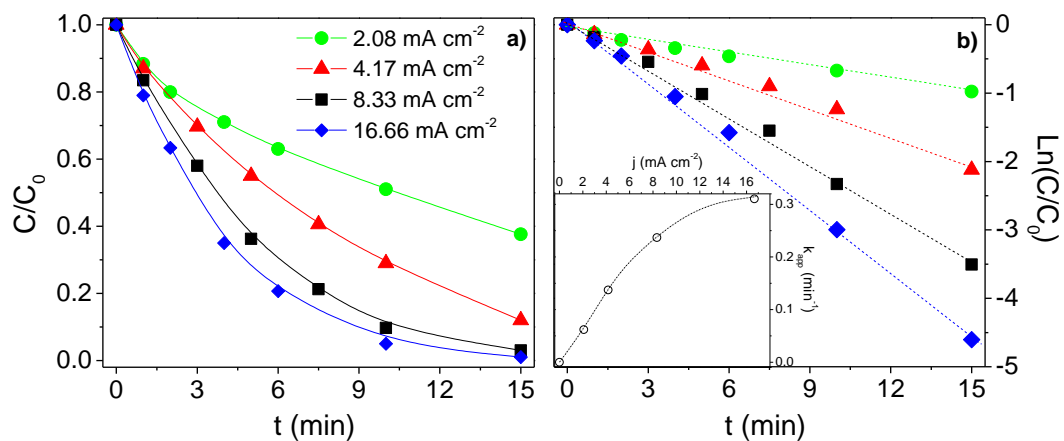 a)
2.08 mA cm⁻²
4.17 mA cm⁻²
8.33 mA cm⁻²
16.66 mA cm⁻²
C/C₀
1.0
0.8
0.6
0.4
0.2
0.0
0 3 6 9 12 15
t (min)
b)
0
-1
-2
-3
-4
-5
Ln(C/C₀)
0 3 6 9 12 15
t (min)
j (mA cm⁻²)
0 2 4 6 8 10 12 14 16
0.3
0.2
0.1
0.0
k_app (min⁻¹)